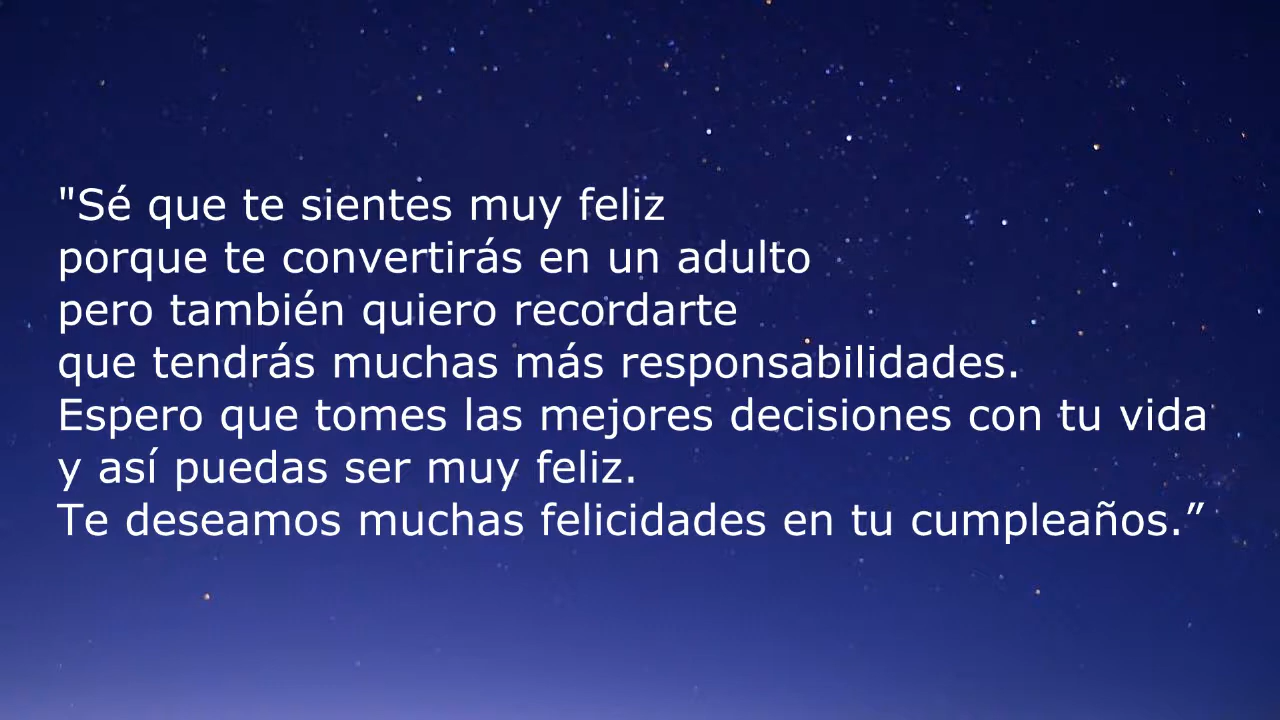 "Sé que te sientes muy feliz
porque te convertirás en un adulto
pero también quiero recordarte
que tendrás muchas más responsabilidades.
Espero que tomes las mejores decisiones con tu vida
y así puedas ser muy feliz.
Te deseamos muchas felicidades en tu cumpleaños.”